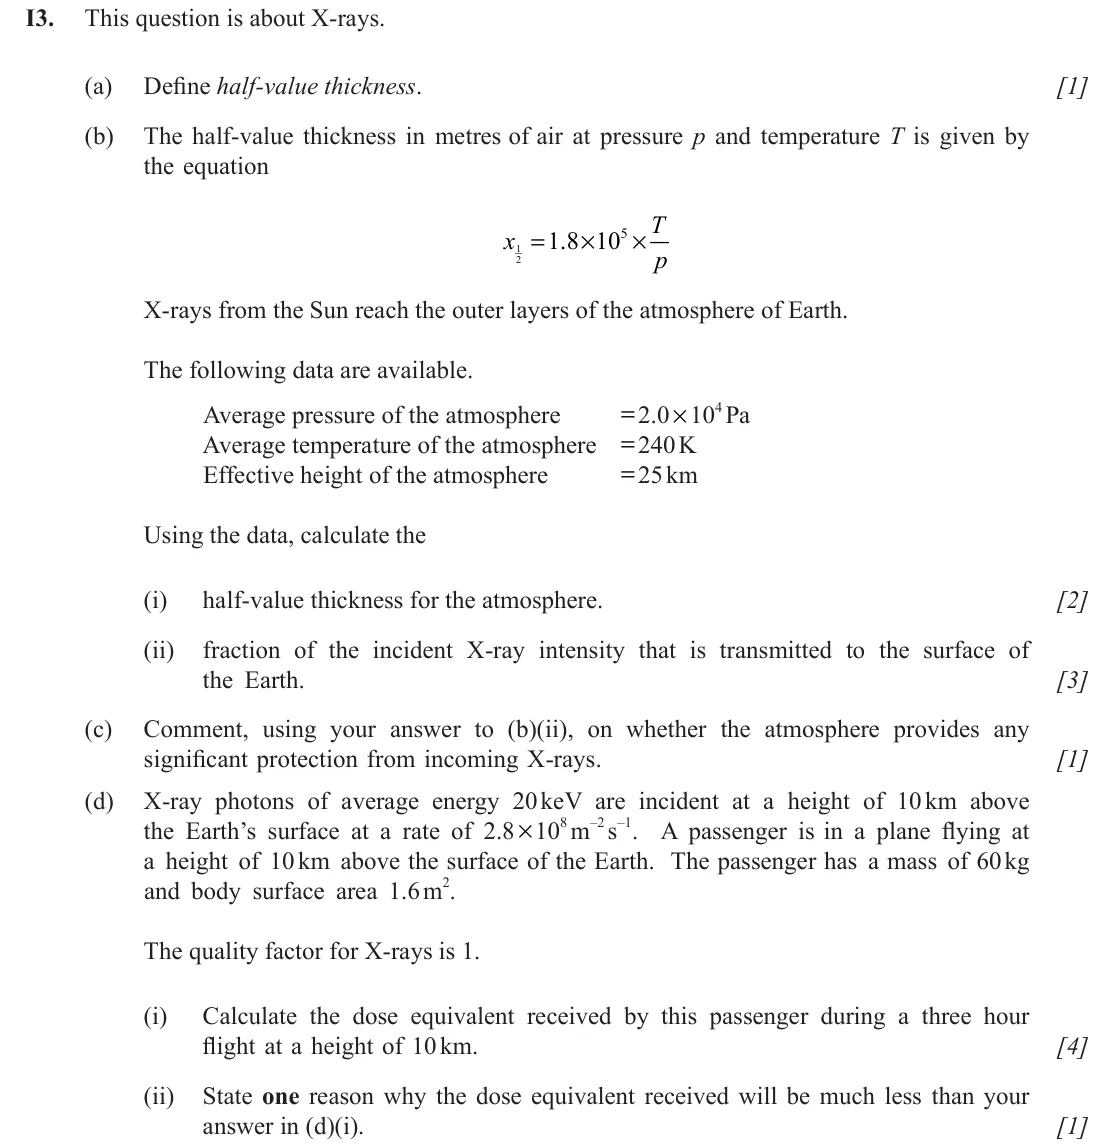 I3. This question is about X-rays.
(a) Define half-value thickness. [1]
(b) The half-value thickness in metres of air at pressure p and temperature T is given by
the equation
x_{1/2} = 1.8×10^5 × T/p
X-rays from the Sun reach the outer layers of the atmosphere of Earth.
The following data are available.
Average pressure of the atmosphere = 2.0×10^4 Pa
Average temperature of the atmosphere = 240 K
Effective height of the atmosphere = 25 km
Using the data, calculate the
(i) half-value thickness for the atmosphere. [2]
(ii) fraction of the incident X-ray intensity that is transmitted to the surface of
the Earth. [3]
(c) Comment, using your answer to (b)(ii), on whether the atmosphere provides any
significant protection from incoming X-rays. [1]
(d) X-ray photons of average energy 20 keV are incident at a height of 10 km above
the Earth's surface at a rate of 2.8×10^8 m^–2 s^–1. A passenger is in a plane flying at
a height of 10 km above the surface of the Earth. The passenger has a mass of 60 kg
and body surface area 1.6 m^2.
The quality factor for X-rays is 1.
(i) Calculate the dose equivalent received by this passenger during a three hour
flight at a height of 10 km. [4]
(ii) State one reason why the dose equivalent received will be much less than your
answer in (d)(i). [1]